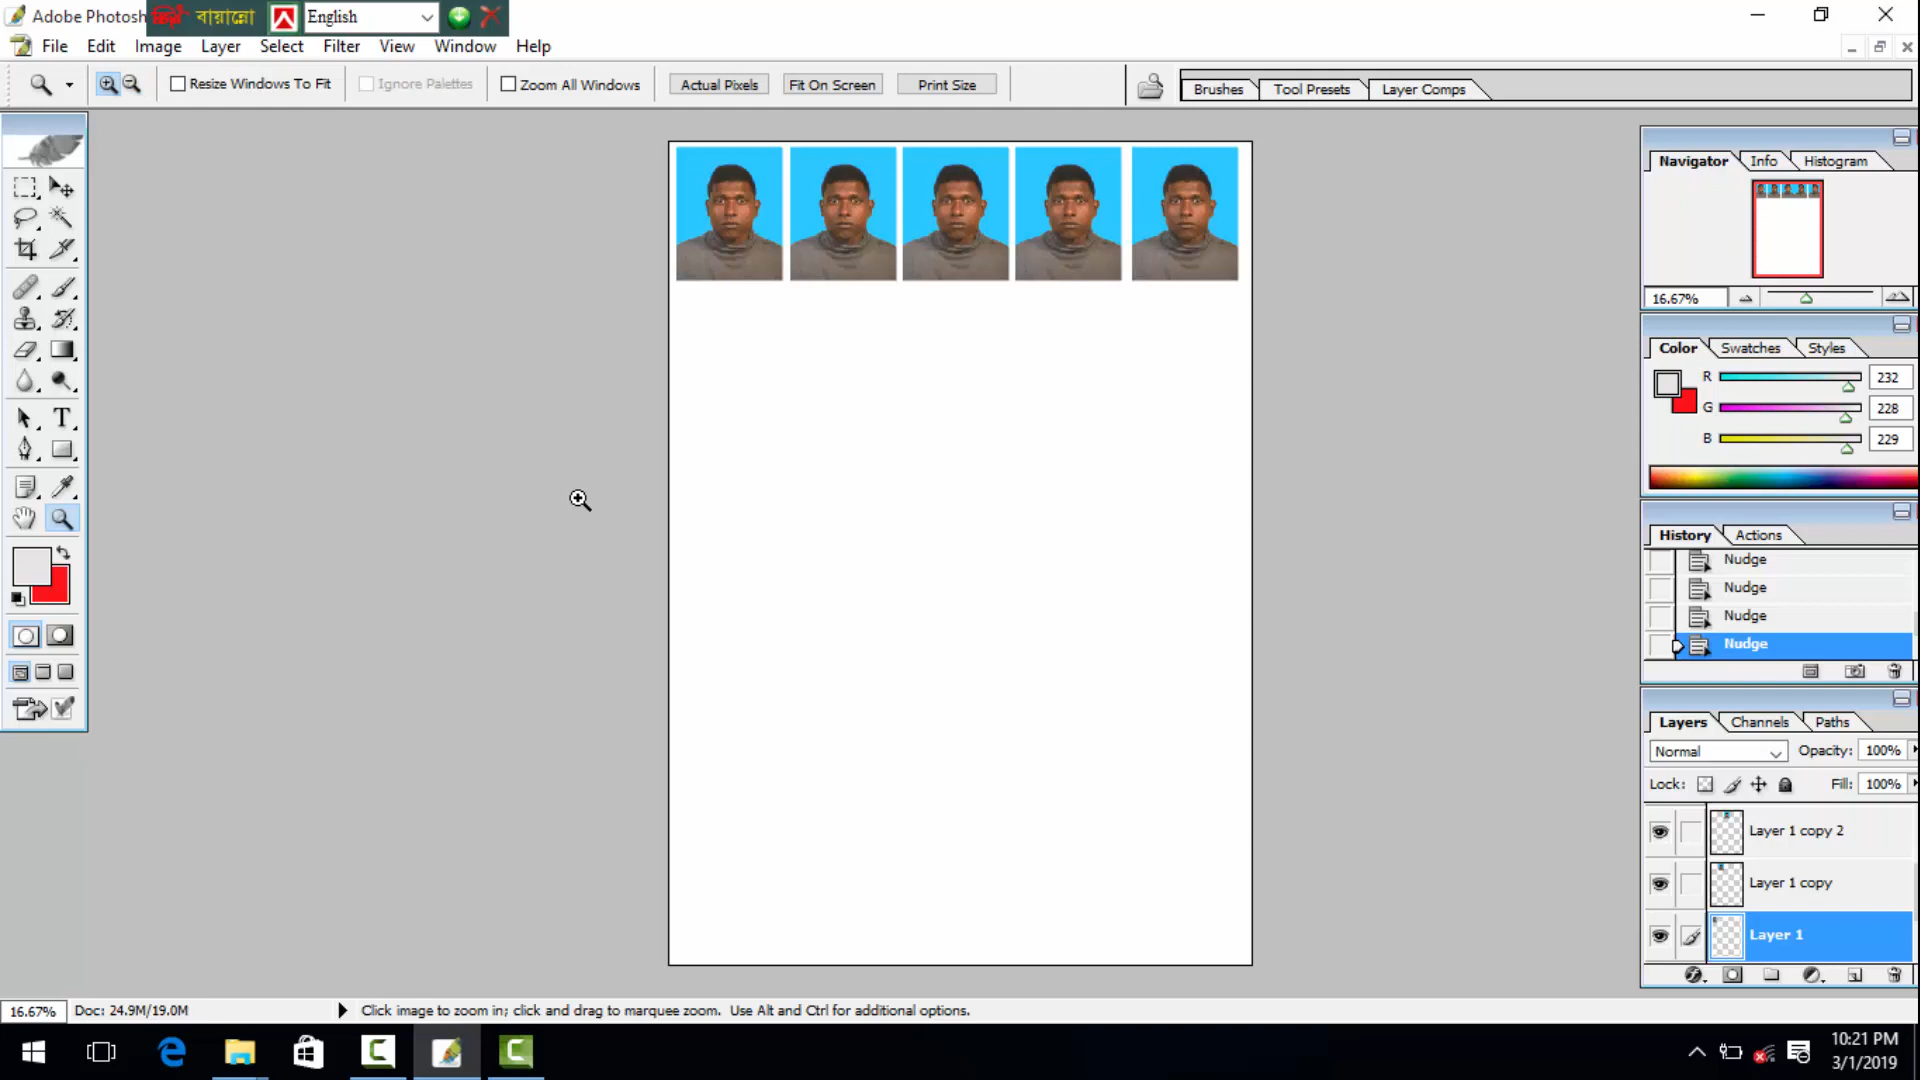 Adobe Photosh
বায়ান্নো
English
File Edit Image Layer Select Filter View Window Help
Resize Windows To Fit Ignore Palettes Zoom All Windows Actual Pixels Fit On Screen Print Size Brushes Tool Presets Layer Comps
Navigator Info Histogram
16.67%
Color Swatches Styles
R 232
G 228
B 229
History Actions
Nudge
Nudge
Nudge
Nudge
Layers Channels Paths
Normal Opacity: 100%
Lock: Fill: 100%
Layer 1 copy 2
Layer 1 copy
Layer 1
16.67% Doc: 24.9M/19.0M Click image to zoom in; click and drag to marquee zoom. Use Alt and Ctrl for additional options.
10:21 PM
3/1/2019